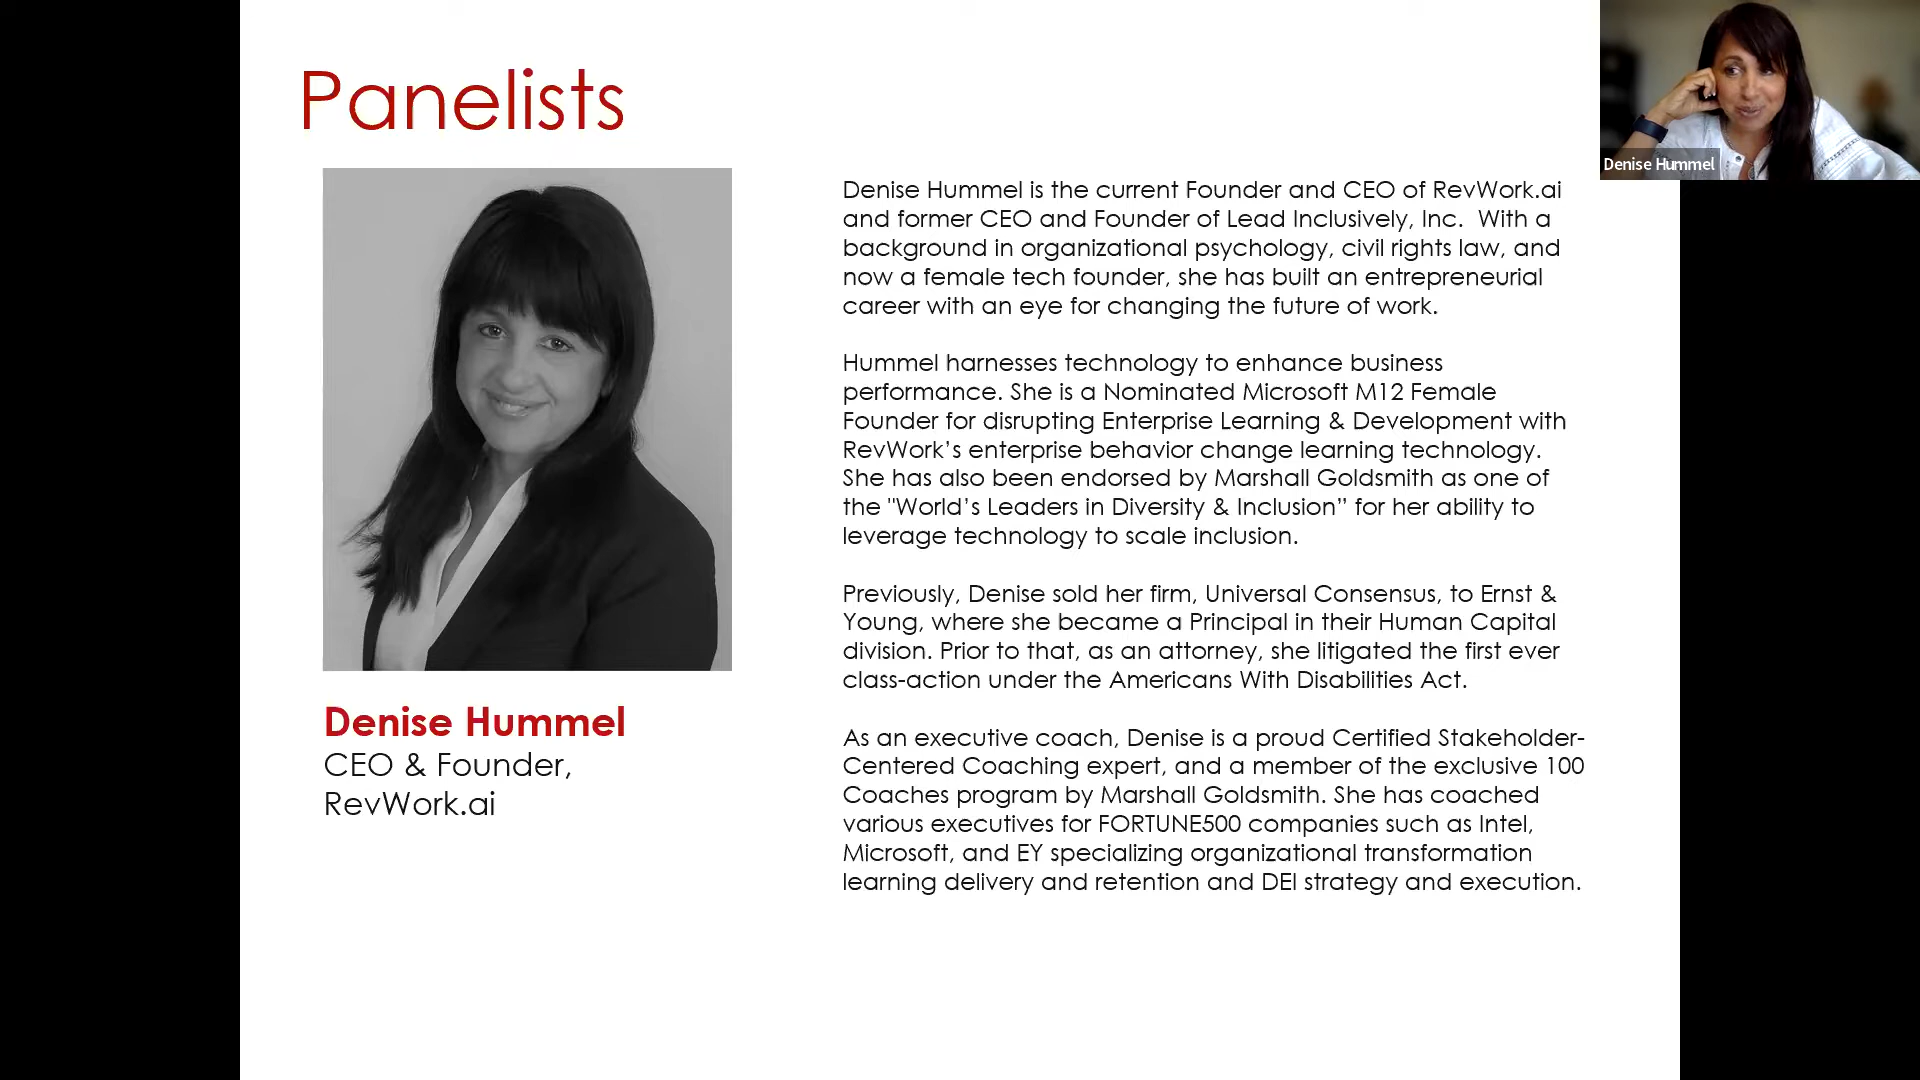 Panelists
Denise Hummel
Denise Hummel is the current Founder and CEO of RevWork.ai
and former CEO and Founder of Lead Inclusively, Inc.  With a
background in organizational psychology, civil rights law, and
now a female tech founder, she has built an entrepreneurial
career with an eye for changing the future of work.
Hummel harnesses technology to enhance business
performance. She is a Nominated Microsoft M12 Female
Founder for disrupting Enterprise Learning & Development with
RevWork’s enterprise behavior change learning technology.
She has also been endorsed by Marshall Goldsmith as one of
the "World’s Leaders in Diversity & Inclusion” for her ability to
leverage technology to scale inclusion.
Previously, Denise sold her firm, Universal Consensus, to Ernst &
Young, where she became a Principal in their Human Capital
division. Prior to that, as an attorney, she litigated the first ever
class-action under the Americans With Disabilities Act.
As an executive coach, Denise is a proud Certified Stakeholder-
Centered Coaching expert, and a member of the exclusive 100
Coaches program by Marshall Goldsmith. She has coached
various executives for FORTUNE500 companies such as Intel,
Microsoft, and EY specializing organizational transformation
learning delivery and retention and DEI strategy and execution.
Denise Hummel
CEO & Founder,
RevWork.ai